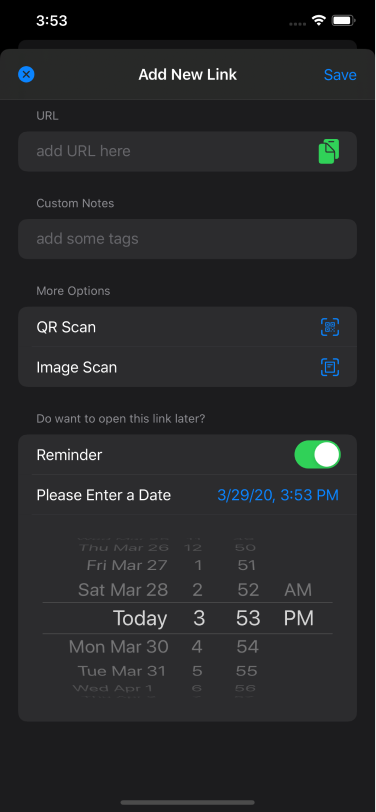 3:53
Add New Link
Save
URL
add URL here
Custom Notes
add some tags
More Options
QR Scan
Image Scan
Do want to open this link later?
Reminder
Please Enter a Date
3/29/20, 3:53 PM
Thu Mar 26 12 50
Fri Mar 27 1 51
Sat Mar 28 2 52 AM
Today 3 53 PM
Mon Mar 30 4 54
Tue Mar 31 5 55
Wed Apr 1 6 56